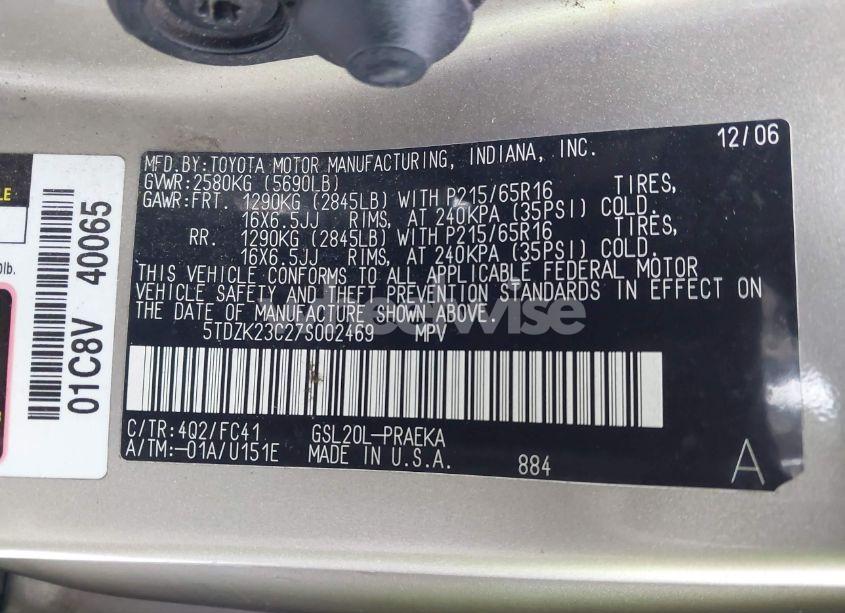 12/06
MFD.BY:TOYOTA MOTOR MANUFACTURING, INDIANA, INC.
GVWR:2580KG (5690LB)
GAWR:FRT. 1290KG (2845LB) WITH P215/65R16 TIRES,
16X6.5JJ RIMS, AT 240KPA (35PSI) COLD.
RR. 1290KG (2845LB) WITH P215/65R16 TIRES,
16X6.5JJ RIMS, AT 240KPA (35PSI) COLD.
THIS VEHICLE CONFORMS TO ALL APPLICABLE FEDERAL MOTOR
VEHICLE SAFETY AND THEFT PREVENTION STANDARDS IN EFFECT ON
THE DATE OF MANUFACTURE SHOWN ABOVE.
5TDZK23C27S002469 MPV
C/TR:4Q2/FC41 GSL20L-PRAEKA
A/TM:-01A/U151E MADE IN U.S.A. 884 A
01C8V 40065